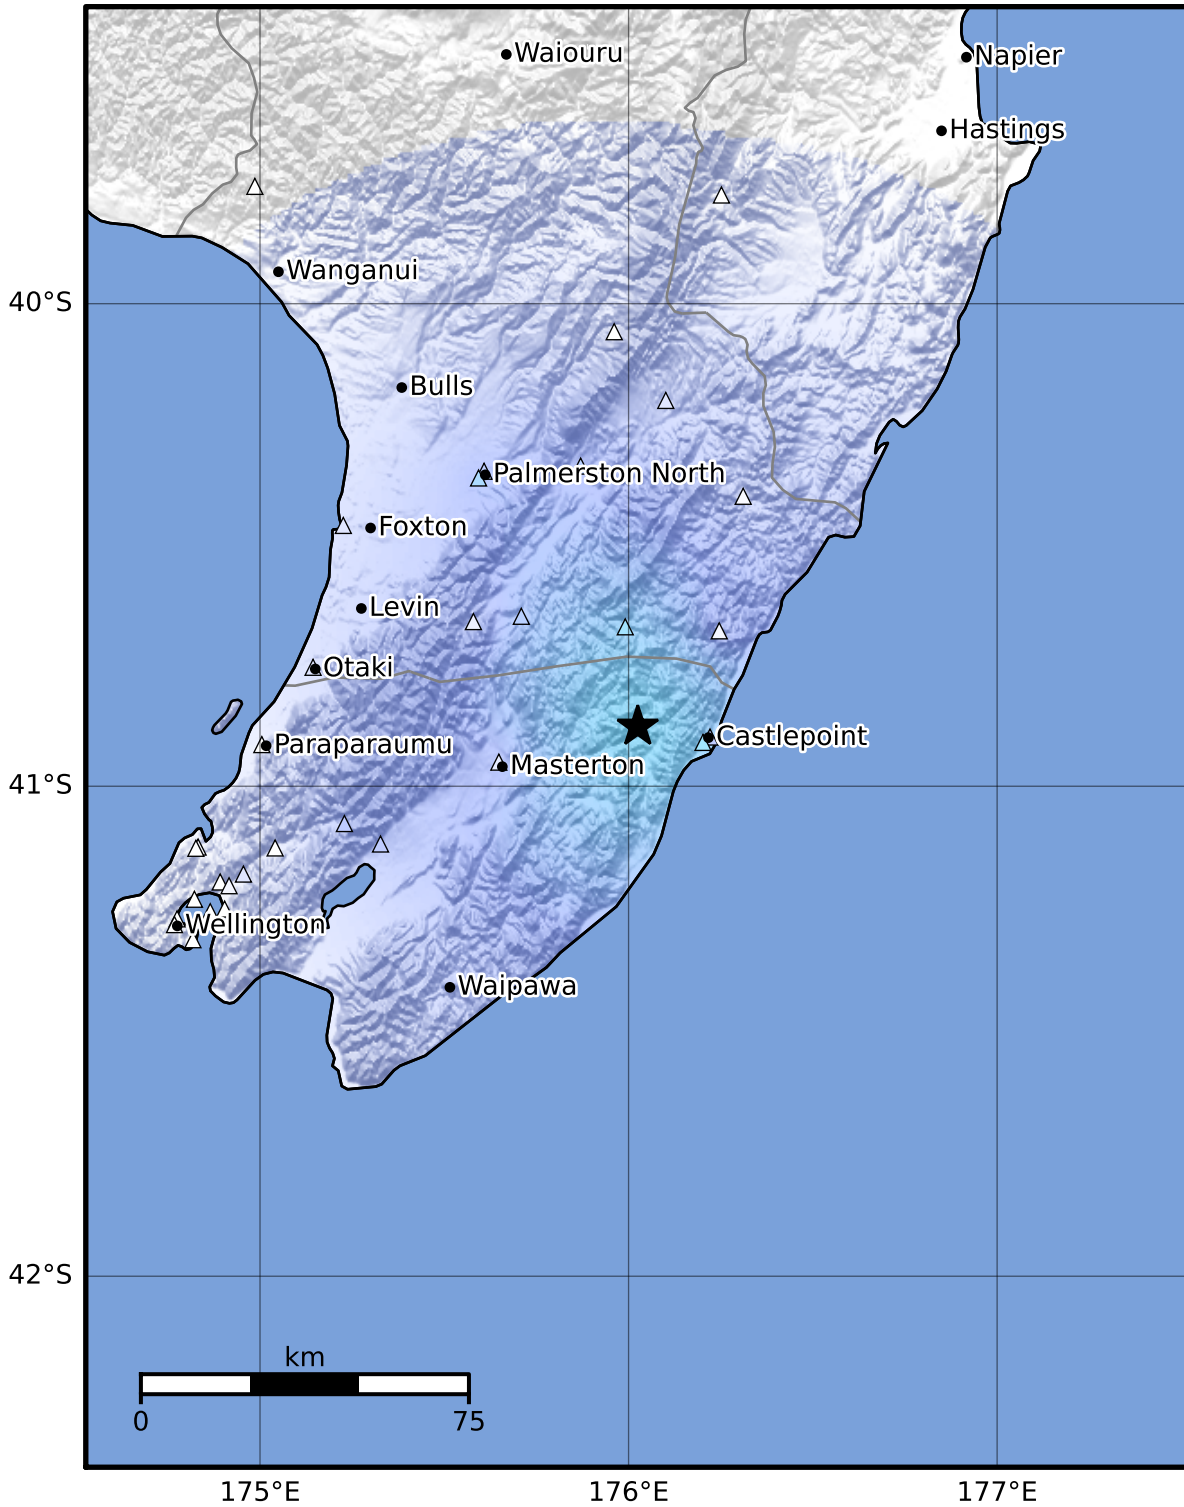 Waiouru
Napier
Hastings
Wanganui
40°S
Bulls
Palmerston North
Foxton
Levin
Otaki
Castlepoint
Paraparaumu
Masterton
41°S
Wellington
Waipawa
42°S
km
0
75
175°E
176°E
177°E